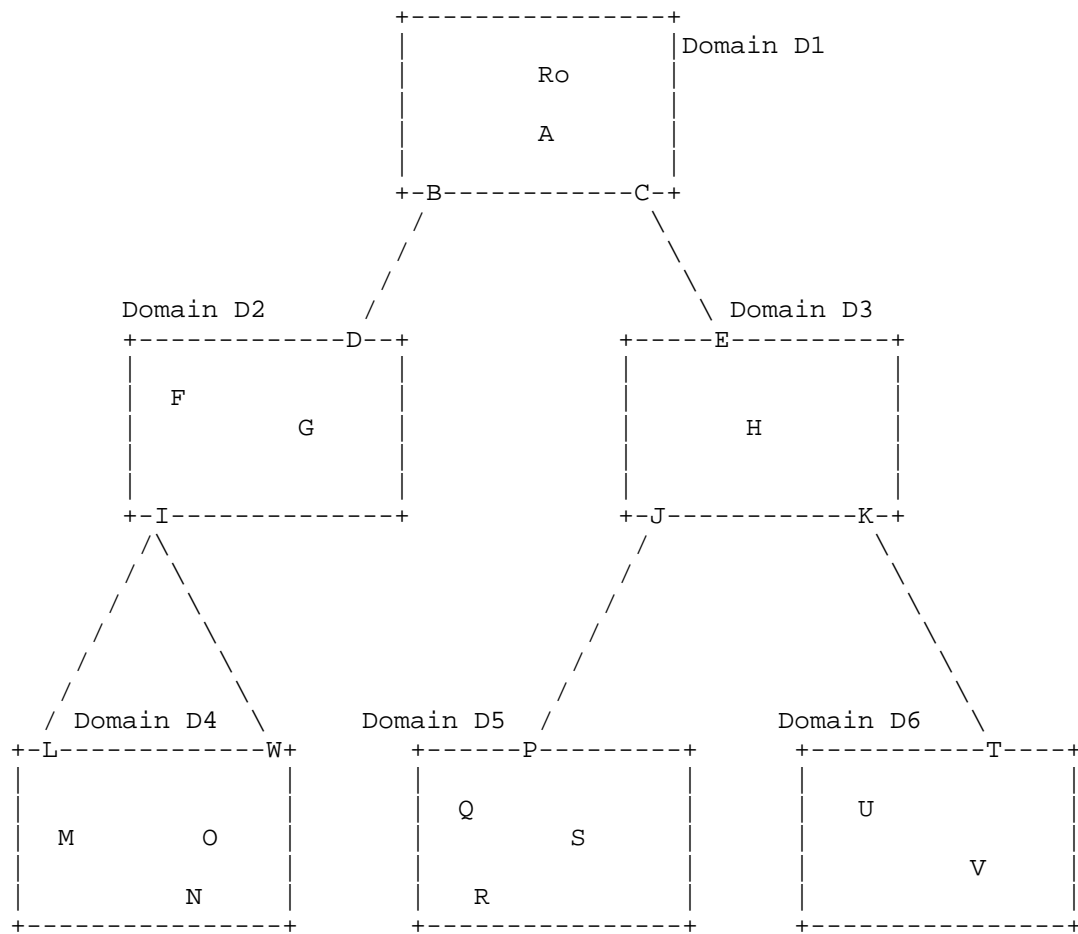 Domain D1
Ro
A
B C
Domain D2 Domain D3
D E
F
G H
I J K
Domain D4 Domain D5 Domain D6
L W P T
Q U
M O S
V
N R